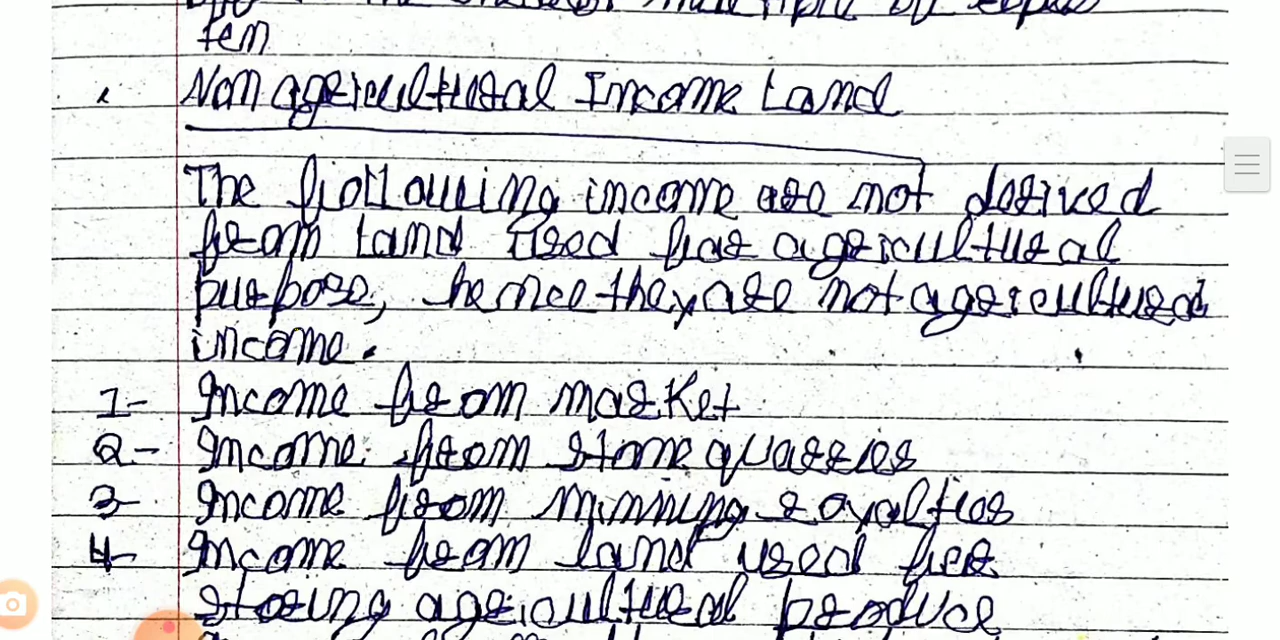 ten
Non agricultural Income Land
The following income are not derived
from Land Used for agricultural
purpose, hence they are not agricultural
income.
1- Income from market
2- Income from stone quarries
3- Income from minning royalties
4- Income from land used for
storing agricultural produce